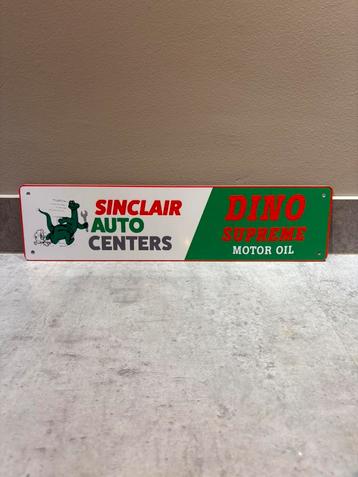 SINCLAIR
AUTO
CENTERS
DINO
SUPREME
MOTOR OIL